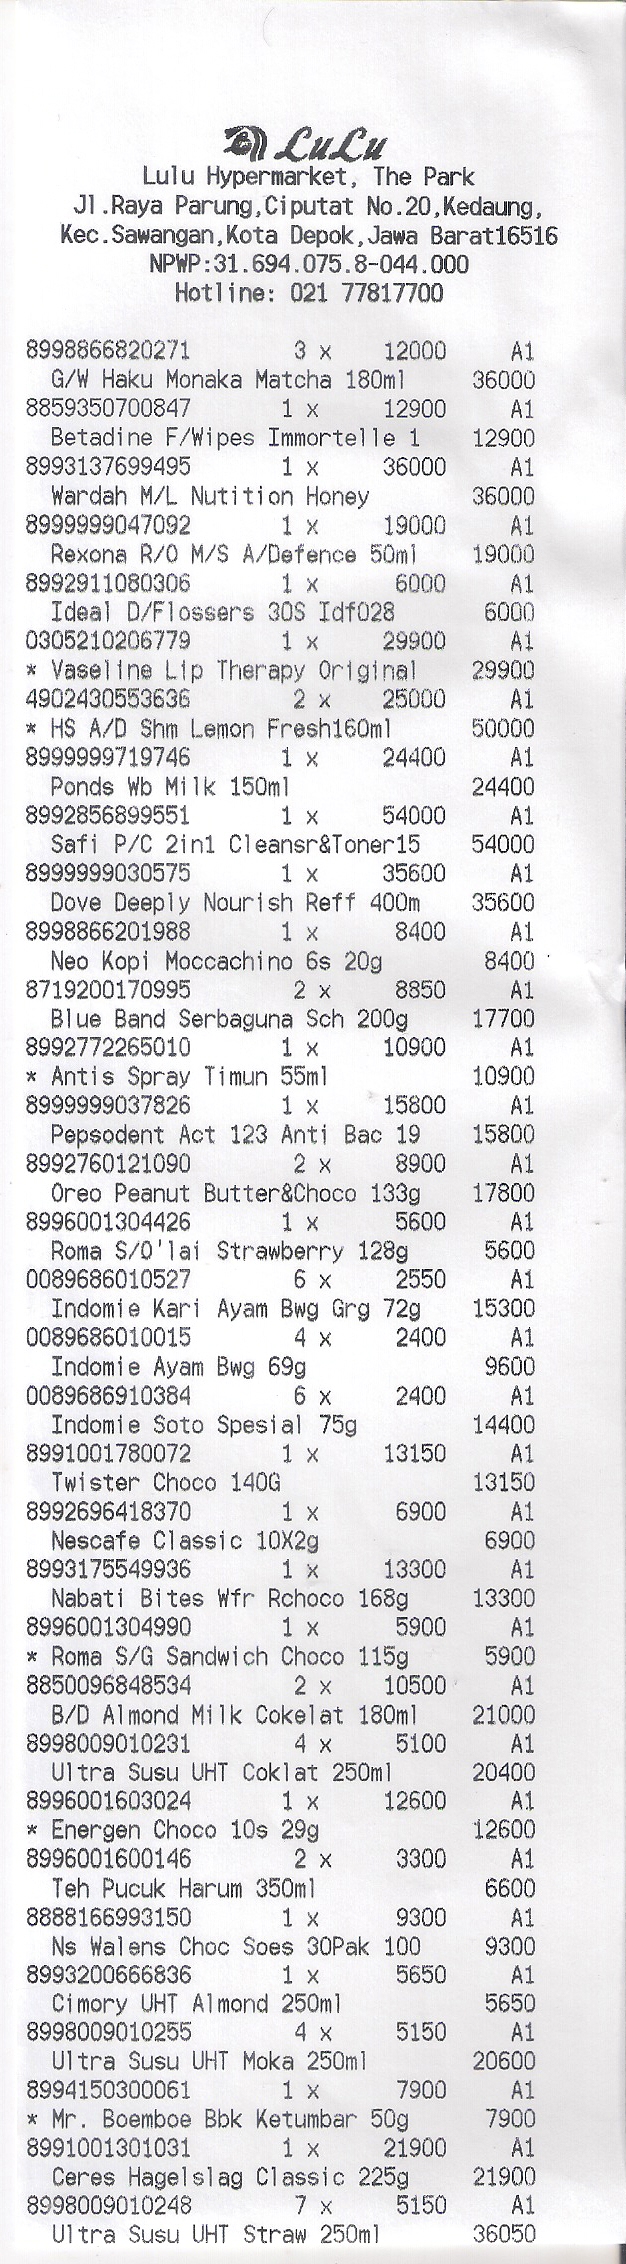 LuLu
Lulu Hypermarket, The Park
Jl.Raya Parung,Ciputat No.20,Kedaung,
Kec.Sawangan,Kota Depok,Jawa Barat16516
NPWP:31.694.075.8-044.000
Hotline: 021 77817700
8998866820271 3 x 12000 A1
G/W Haku Monaka Matcha 180ml 36000
8859350700847 1 x 12900 A1
Betadine F/Wipes Immortelle 1 12900
8993137699495 1 x 36000 A1
Wardah M/L Nutition Honey 36000
8999999047092 1 x 19000 A1
Rexona R/O M/S A/Defence 50ml 19000
8992911080306 1 x 6000 A1
Ideal D/Flossers 30S Idf028 6000
0305210206779 1 x 29900 A1
* Vaseline Lip Therapy Original 29900
4902430553636 2 x 25000 A1
* HS A/D Shm Lemon Fresh160ml 50000
8999999719746 1 x 24400 A1
Ponds Wb Milk 150ml 24400
8992856899551 1 x 54000 A1
Safi P/C 2in1 Cleansr&Toner15 54000
8999999030575 1 x 35600 A1
Dove Deeply Nourish Reff 400m 35600
8998866201988 1 x 8400 A1
Neo Kopi Moccachino 6s 20g 8400
8719200170995 2 x 8850 A1
Blue Band Serbaguna Sch 200g 17700
8992772265010 1 x 10900 A1
* Antis Spray Timun 55ml 10900
8999999037826 1 x 15800 A1
Pepsodent Act 123 Anti Bac 19 15800
8992760121090 2 x 8900 A1
Oreo Peanut Butter&Choco 133g 17800
8996001304426 1 x 5600 A1
Roma S/O'lai Strawberry 128g 5600
0089686010527 6 x 2550 A1
Indomie Kari Ayam Bwg Grg 72g 15300
0089686010015 4 x 2400 A1
Indomie Ayam Bwg 69g 9600
0089686910384 6 x 2400 A1
Indomie Soto Spesial 75g 14400
8991001780072 1 x 13150 A1
Twister Choco 140G 13150
8992696418370 1 x 6900 A1
Nescafe Classic 10X2g 6900
8993175549936 1 x 13300 A1
Nabati Bites Wfr Rchoco 168g 13300
8996001304990 1 x 5900 A1
* Roma S/G Sandwich Choco 115g 5900
8850096848534 2 x 10500 A1
B/D Almond Milk Cokelat 180ml 21000
8998009010231 4 x 5100 A1
Ultra Susu UHT Coklat 250ml 20400
8996001603024 1 x 12600 A1
* Energen Choco 10s 29g 12600
8996001600146 2 x 3300 A1
Teh Pucuk Harum 350ml 6600
8888166993150 1 x 9300 A1
Ns Walens Choc Soes 30Pak 100 9300
8993200666836 1 x 5650 A1
Cimory UHT Almond 250ml 5650
8998009010255 4 x 5150 A1
Ultra Susu UHT Moka 250ml 20600
8994150300061 1 x 7900 A1
* Mr. Boemboe Bbk Ketumbar 50g 7900
8991001301031 1 x 21900 A1
Ceres Hagelslag Classic 225g 21900
8998009010248 7 x 5150 A1
Ultra Susu UHT Straw 250ml 36050